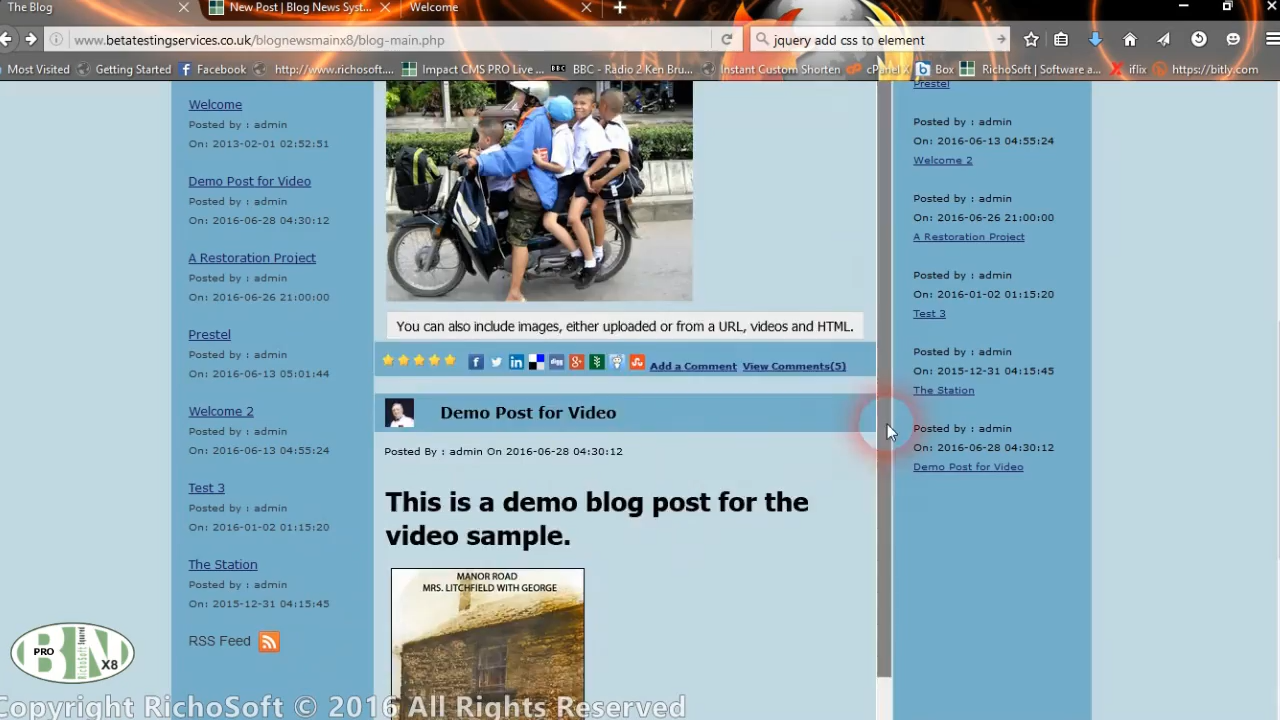 The Blog
New Post | Blog News Syst...
Welcome
www.betatestingservices.co.uk/blognewsmainx8/blog-main.php
jquery add css to element
Most Visited
Getting Started
Facebook
http://www.richosoft....
Impact CMS PRO Live ...
BBC - Radio 2 Ken Bru...
Instant Custom Shorten
cPanel X
Box
RichoSoft | Software a...
iflix
https://bitly.com
Welcome
Posted by : admin
On: 2013-02-01 02:52:51
Demo Post for Video
Posted by : admin
On: 2016-06-28 04:30:12
A Restoration Project
Posted by : admin
On: 2016-06-26 21:00:00
Prestel
Posted by : admin
On: 2016-06-13 05:01:44
Welcome 2
Posted by : admin
On: 2016-06-13 04:55:24
Test 3
Posted by : admin
On: 2016-01-02 01:15:20
The Station
Posted by : admin
On: 2015-12-31 04:15:45
RSS Feed
You can also include images, either uploaded or from a URL, videos and HTML.
Add a Comment View Comments(5)
Demo Post for Video
Posted By : admin On 2016-06-28 04:30:12
This is a demo blog post for the
video sample.
MANOR ROAD
MRS. LITCHFIELD WITH GEORGE
Prestel
Posted by : admin
On: 2016-06-13 04:55:24
Welcome 2
Posted by : admin
On: 2016-06-26 21:00:00
A Restoration Project
Posted by : admin
On: 2016-01-02 01:15:20
Test 3
Posted by : admin
On: 2015-12-31 04:15:45
The Station
Posted by : admin
On: 2016-06-28 04:30:12
Demo Post for Video
BN PRO X8
Copyright RichoSoft © 2016 All Rights Reserved